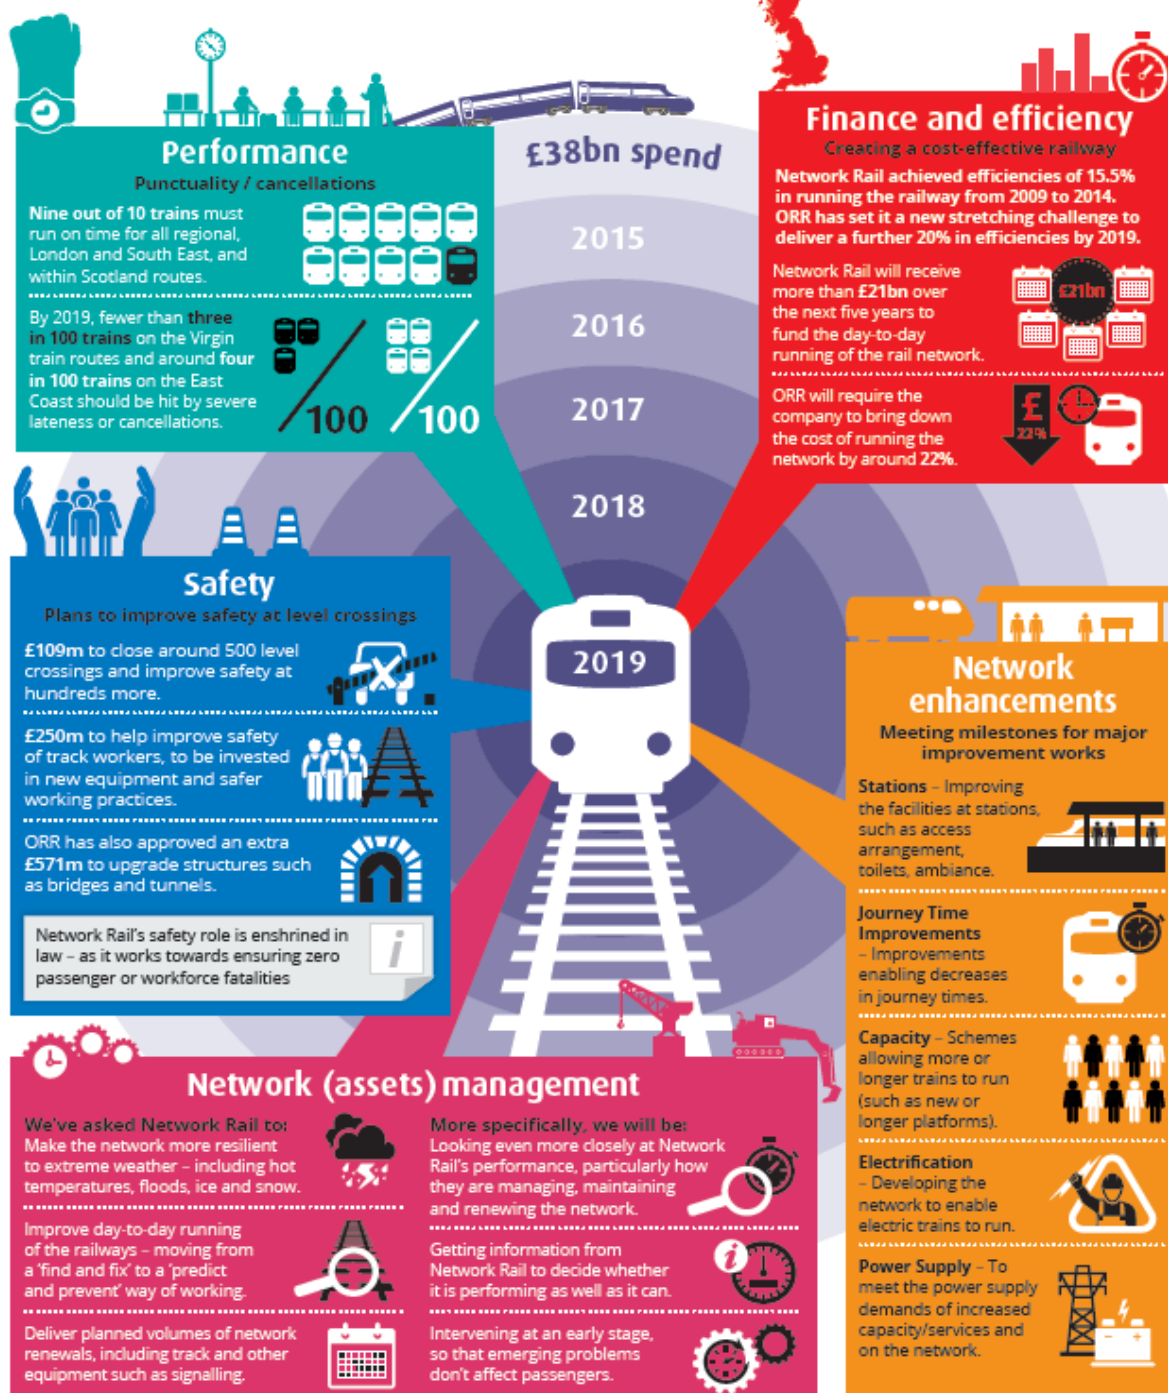 Performance
Punctuality / cancellations
Nine out of 10 trains must
run on time for all regional,
London and South East, and
within Scotland routes.
By 2019, fewer than three
in 100 trains on the Virgin
train routes and around four
in 100 trains on the East
Coast should be hit by severe
lateness or cancellations.
100
100
£38bn spend
2015
2016
2017
2018
2019
Finance and efficiency
Creating a cost-effective railway
Network Rail achieved efficiencies of 15.5%
in running the railway from 2009 to 2014.
ORR has set it a new stretching challenge to
deliver a further 20% in efficiencies by 2019.
Network Rail will receive
more than £21bn over
the next five years to
fund the day-to-day
running of the rail network.
£21bn
ORR will require the
company to bring down
the cost of running the
network by around 22%.
£
22%
Safety
Plans to improve safety at level crossings
£109m to close around 500 level
crossings and improve safety at
hundreds more.
£250m to help improve safety
of track workers, to be invested
in new equipment and safer
working practices.
ORR has also approved an extra
£571m to upgrade structures such
as bridges and tunnels.
Network Rail's safety role is enshrined in
law – as it works towards ensuring zero
passenger or workforce fatalities
i
Network
enhancements
Meeting milestones for major
improvement works
Stations – Improving
the facilities at stations,
such as access
arrangement,
toilets, ambiance.
Journey Time
Improvements
– Improvements
enabling decreases
in journey times.
Capacity – Schemes
allowing more or
longer trains to run
(such as new or
longer platforms).
Electrification
– Developing the
network to enable
electric trains to run.
Power Supply – To
meet the power supply
demands of increased
capacity/services and
on the network.
Network (assets) management
We've asked Network Rail to:
Make the network more resilient
to extreme weather – including hot
temperatures, floods, ice and snow.
Improve day-to-day running
of the railways – moving from
a 'find and fix' to a 'predict
and prevent' way of working.
Deliver planned volumes of network
renewals, including track and other
equipment such as signalling.
More specifically, we will be:
Looking even more closely at Network
Rail's performance, particularly how
they are managing, maintaining
and renewing the network.
Getting information from
Network Rail to decide whether
it is performing as well as it can.
i
Intervening at an early stage,
so that emerging problems
don't affect passengers.